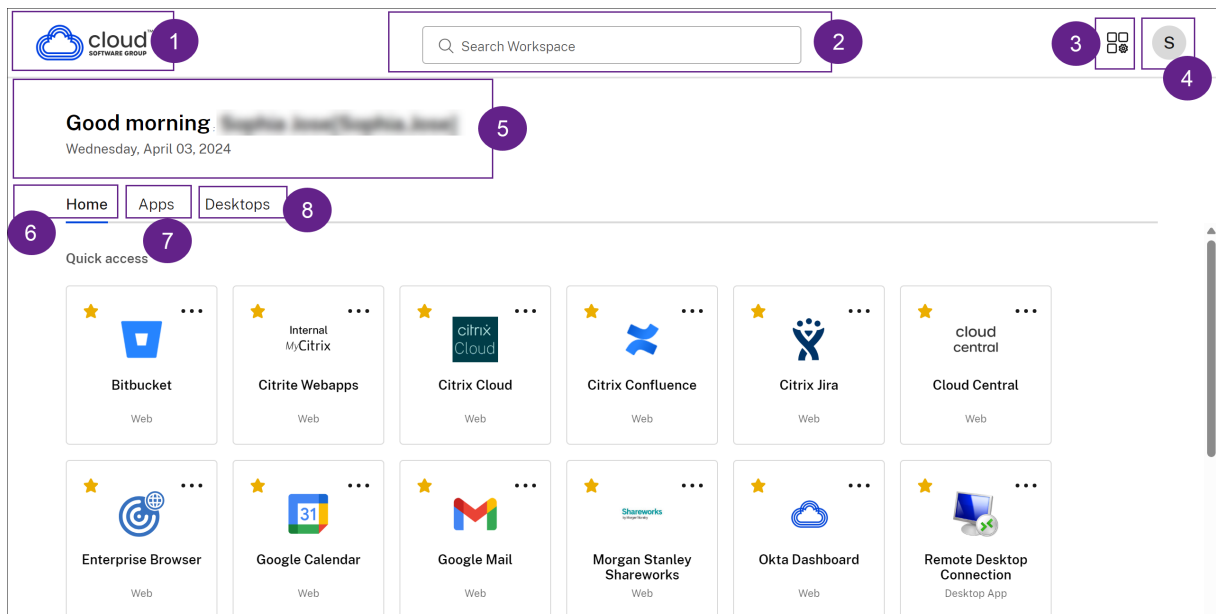 cloud™
SOFTWARE GROUP
1
Search Workspace
2
3
S
4
Good morning
5
Wednesday, April 03, 2024
Home
Apps
Desktops
6
7
8
Quick access
Internal
MyCitrix
citrix
Cloud
cloud
central
Bitbucket
Citrite Webapps
Citrix Cloud
Citrix Confluence
Citrix Jira
Cloud Central
Web
Web
Web
Web
Web
Web
31
Shareworks
Enterprise Browser
Google Calendar
Google Mail
Morgan Stanley
Shareworks
Okta Dashboard
Remote Desktop
Connection
Web
Web
Web
Web
Web
Desktop App